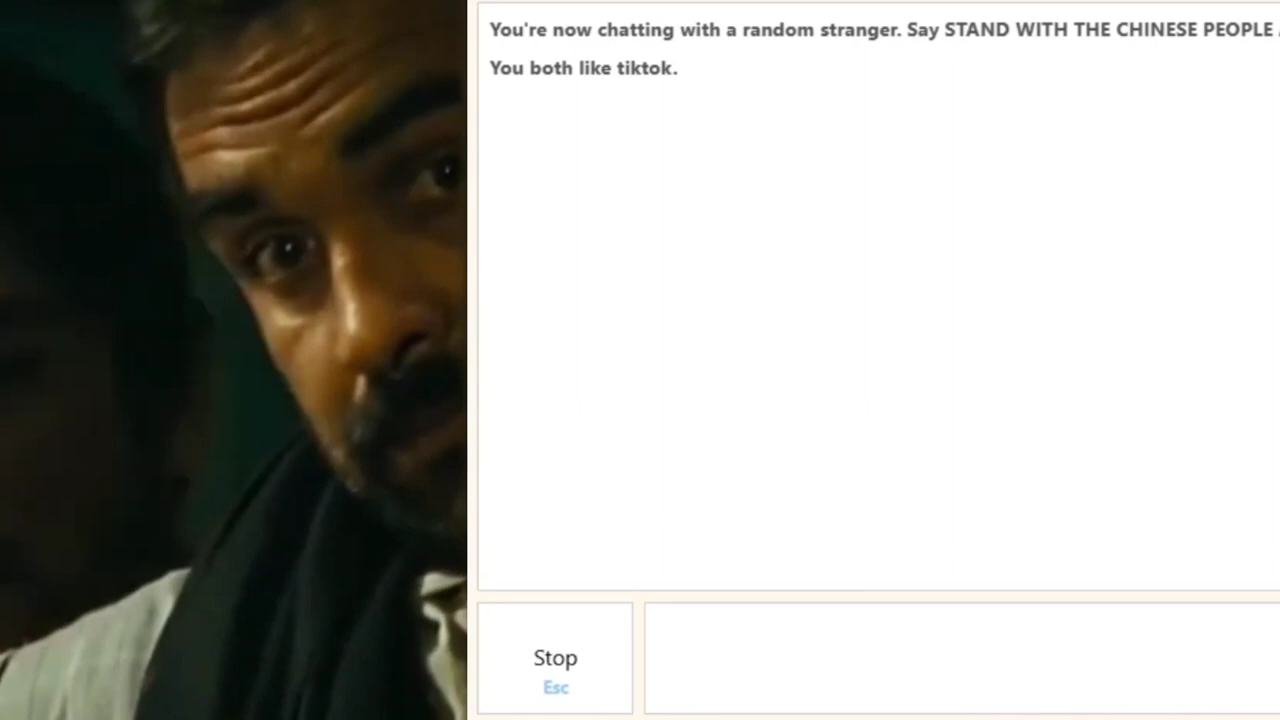 You're now chatting with a random stranger. Say STAND WITH THE CHINESE PEOPLE
You both like tiktok.
Stop
Esc